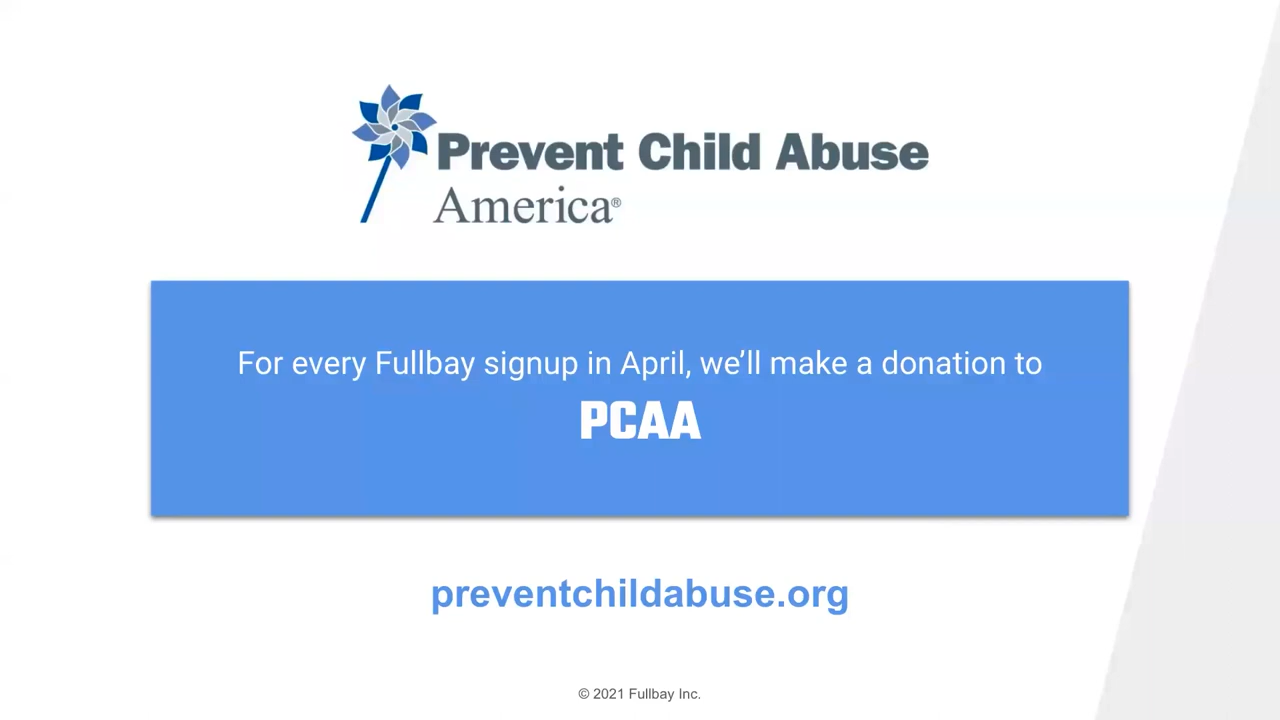 Prevent Child Abuse
America®
For every Fullbay signup in April, we’ll make a donation to
PCAA
preventchildabuse.org
© 2021 Fullbay Inc.